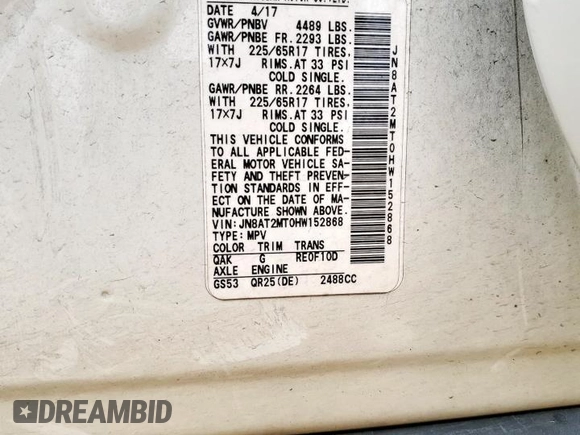 DATE 4/17
GVWR/PNBV 4489 LBS.
GAWR/PNBE FR. 2293 LBS.
WITH 225/65R17 TIRES,
17×7J RIMS. AT 33 PSI
COLD SINGLE.
GAWR/PNBE RR. 2264 LBS.
WITH 225/65R17 TIRES,
17×7J RIMS. AT 33 PSI
COLD SINGLE.
THIS VEHICLE CONFORMS
TO ALL APPLICABLE FED-
ERAL MOTOR VEHICLE SA-
FETY AND THEFT PREVEN-
TION STANDARDS IN EFF-
ECT ON THE DATE OF MA-
NUFACTURE SHOWN ABOVE.
VIN: JN8AT2MT0HW152868
TYPE: MPV
COLOR TRIM TRANS
QAK G RE0F10D
AXLE ENGINE
GS53 QR25(DE) 2488CC
JN8AT2MT0HW152868
DREAMBID